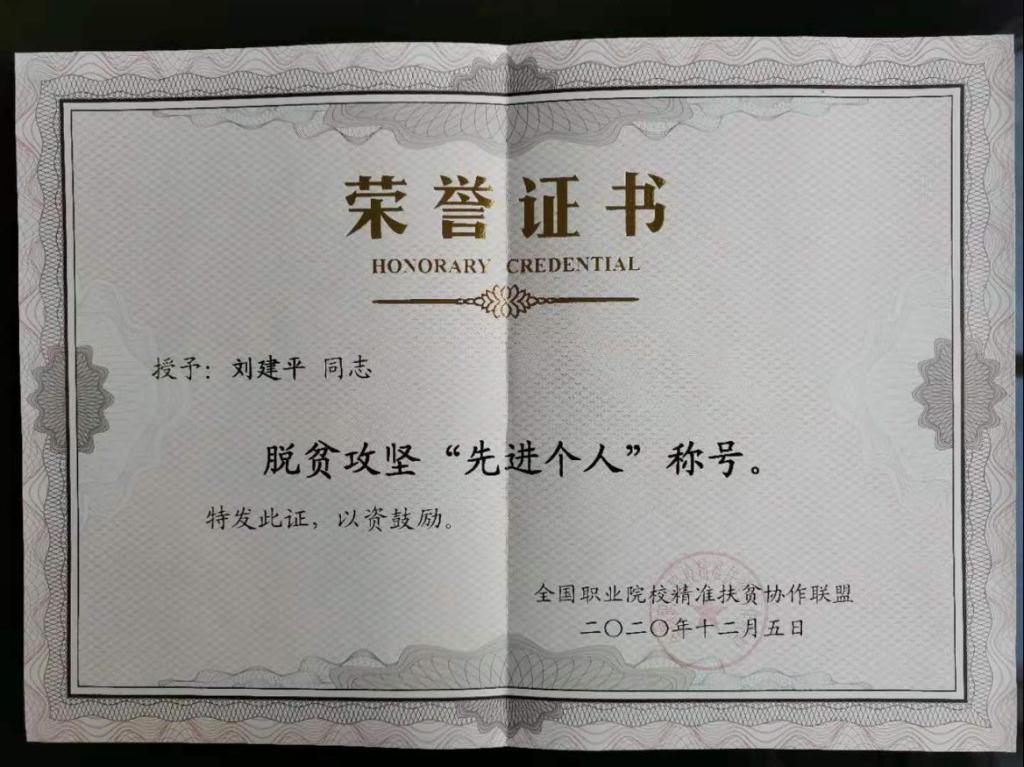 荣誉证书
HONORARY CREDENTIAL
授予：刘建平 同志
脱贫攻坚“先进个人”称号。
特发此证，以资鼓励。
全国职业院校精准扶贫协作联盟
二〇二〇年十二月五日